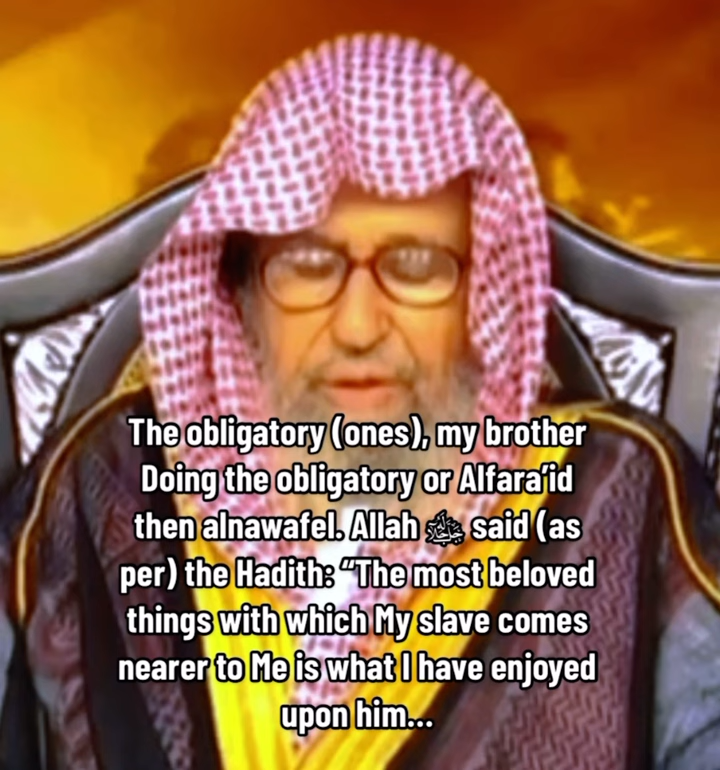 The obligatory (ones), my brother
Doing the obligatory or Alfara'id
then alnawafel. Allah ﷻ said (as
per) the Hadith: “The most beloved
things with which My slave comes
nearer to Me is what I have enjoyed
upon him...